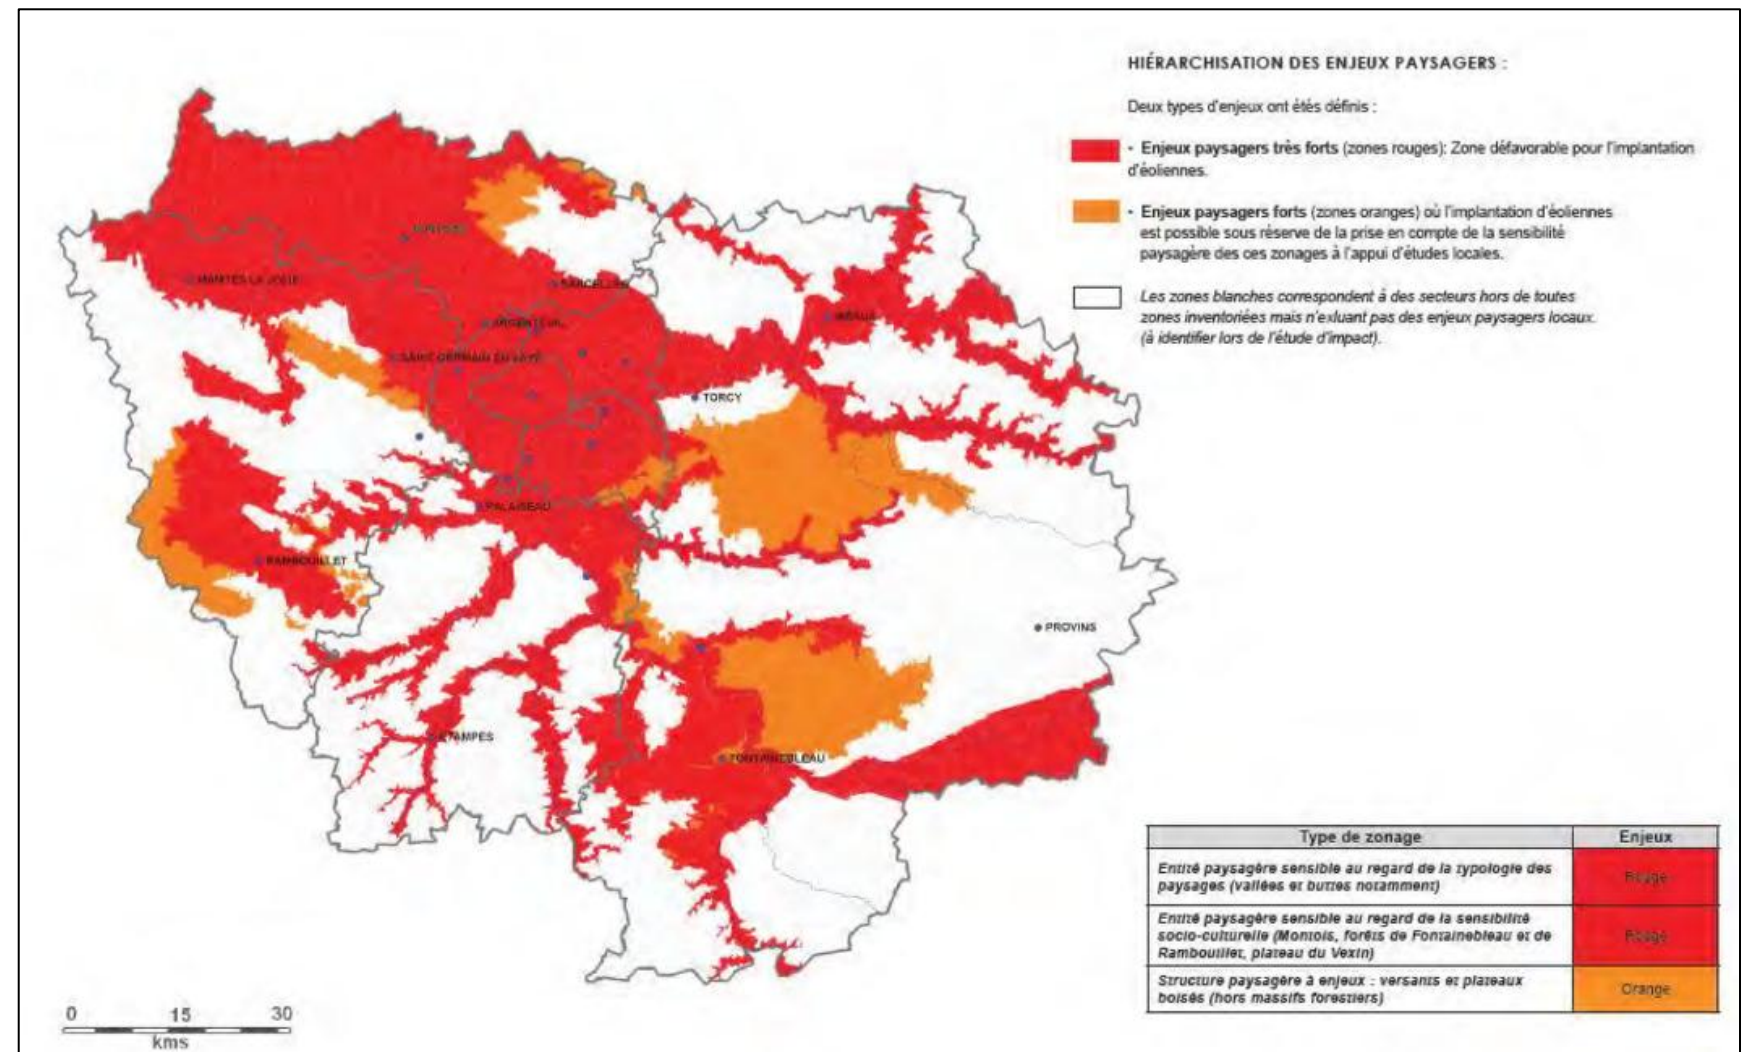 HIÉRARCHISATION DES ENJEUX PAYSAGERS :
Deux types d'enjeux ont étés définis :
- Enjeux paysagers très forts (zones rouges): Zone défavorable pour l'implantation
d'éoliennes.
- Enjeux paysagers forts (zones oranges) où l'implantation d'éoliennes
est possible sous réserve de la prise en compte de la sensibilité
paysagère des ces zonages à l'appui d'études locales.
Les zones blanches correspondent à des secteurs hors de toutes
zones inventoriées mais n'exluant pas des enjeux paysagers locaux.
(à identifier lors de l'étude d'impact).
PONTOISE
MANTES LA JOLIE
SARCELLES
ARGENTEUIL
MEAUX
SAINT GERMAIN EN LAYE
TORCY
PALAISEAU
RAMBOUILLET
PROVINS
ETAMPES
FONTAINEBLEAU
Type de zonage Enjeux
Entité paysagère sensible au regard de la typologie des
paysages (vallées et buttes notamment)
Rouge
Entité paysagère sensible au regard de la sensibilité
socio-culturelle (Montois, forêts de Fontainebleau et de
Rambouillet, plateau du Vexin)
Rouge
Structure paysagère à enjeux : versants et plateaux
boisés (hors massifs forestiers)
Orange
0 15 30
kms